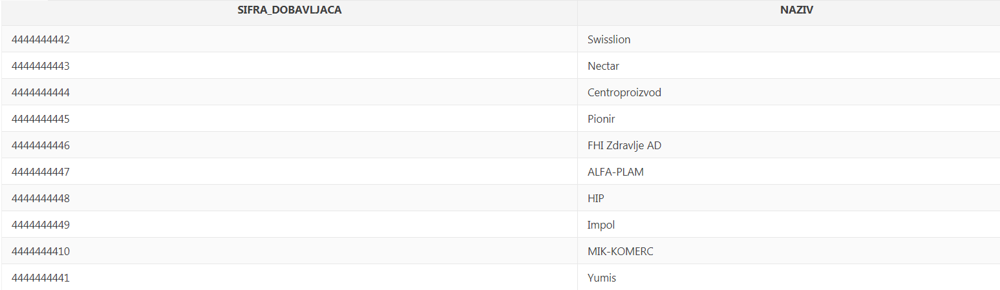 SIFRA_DOBAVLJACA NAZIV
4444444442 Swisslion
4444444443 Nectar
4444444444 Centroproizvod
4444444445 Pionir
4444444446 FHI Zdravlje AD
4444444447 ALFA-PLAM
4444444448 HIP
4444444449 Impol
4444444410 MIK-KOMERC
4444444441 Yumis